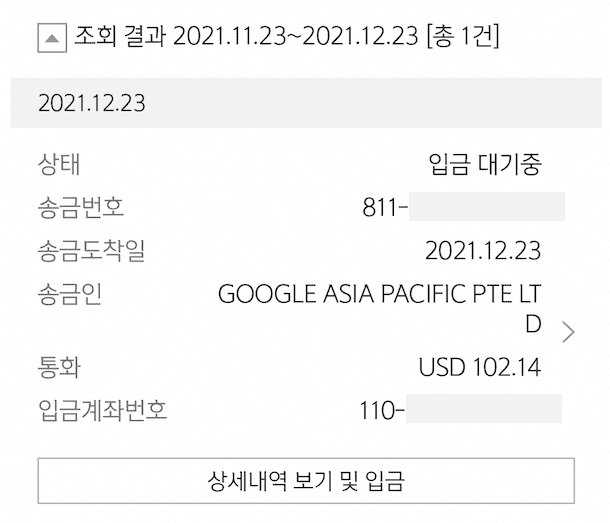 조회 결과 2021.11.23~2021.12.23 [총 1건]
2021.12.23
상태 입금 대기중
송금번호 811-
송금도착일 2021.12.23
송금인 GOOGLE ASIA PACIFIC PTE LT
D
통화 USD 102.14
입금계좌번호 110-
상세내역 보기 및 입금